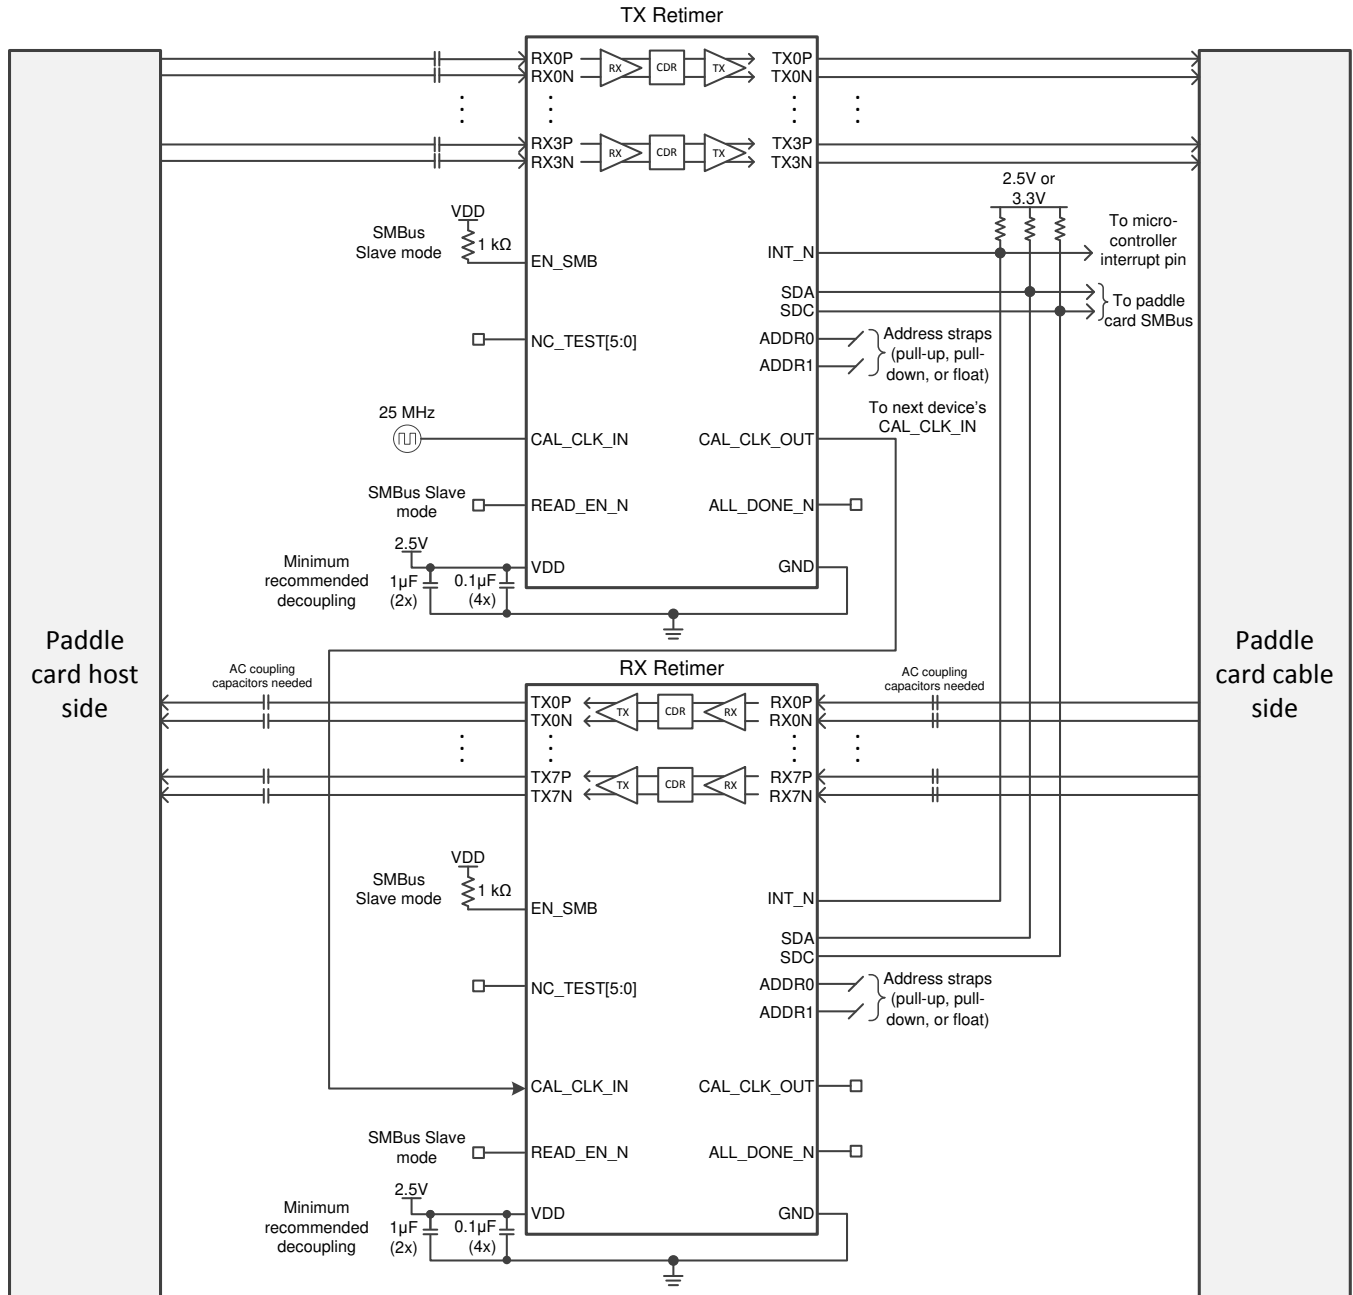 TX Retimer
RX0P
RX0N
RX
CDR
TX
TX0P
TX0N
RX3P
RX3N
RX
CDR
TX
TX3P
TX3N
2.5V or
3.3V
To micro-
controller
interrupt pin
VDD
1 kΩ
SMBus
Slave mode
EN_SMB
INT_N
SDA
SDC
To paddle
card SMBus
NC_TEST[5:0]
ADDR0
ADDR1
Address straps
(pull-up, pull-
down, or float)
25 MHz
CAL_CLK_IN
CAL_CLK_OUT
To next device's
CAL_CLK_IN
SMBus Slave
mode
READ_EN_N
ALL_DONE_N
2.5V
Minimum
recommended
decoupling
1µF
(2x)
0.1µF
(4x)
VDD
GND
Paddle
card host
side
Paddle
card cable
side
RX Retimer
AC coupling
capacitors needed
AC coupling
capacitors needed
TX0P
TX0N
TX
CDR
RX
RX0P
RX0N
TX7P
TX7N
TX
CDR
RX
RX7P
RX7N
VDD
1 kΩ
SMBus
Slave mode
EN_SMB
INT_N
SDA
SDC
NC_TEST[5:0]
ADDR0
ADDR1
Address straps
(pull-up, pull-
down, or float)
CAL_CLK_IN
CAL_CLK_OUT
SMBus Slave
mode
READ_EN_N
ALL_DONE_N
2.5V
Minimum
recommended
decoupling
1µF
(2x)
0.1µF
(4x)
VDD
GND